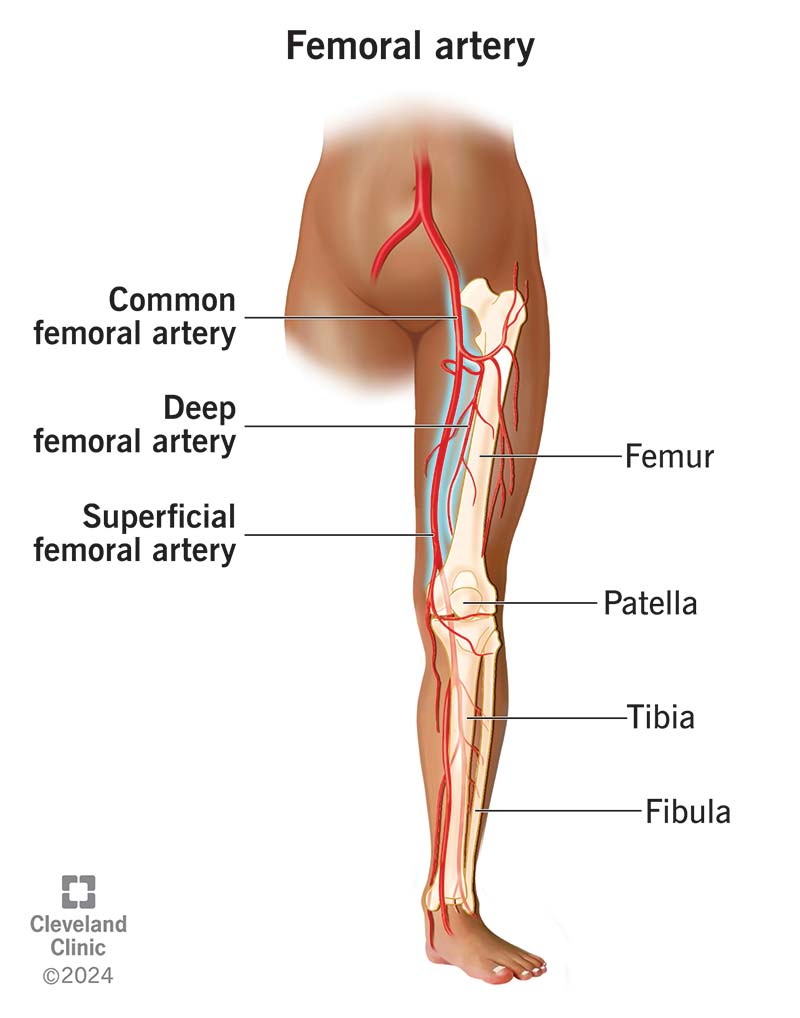 Femoral artery
Common
femoral artery
Deep
femoral artery
Superficial
femoral artery
Femur
Patella
Tibia
Fibula
Cleveland
Clinic
©2024